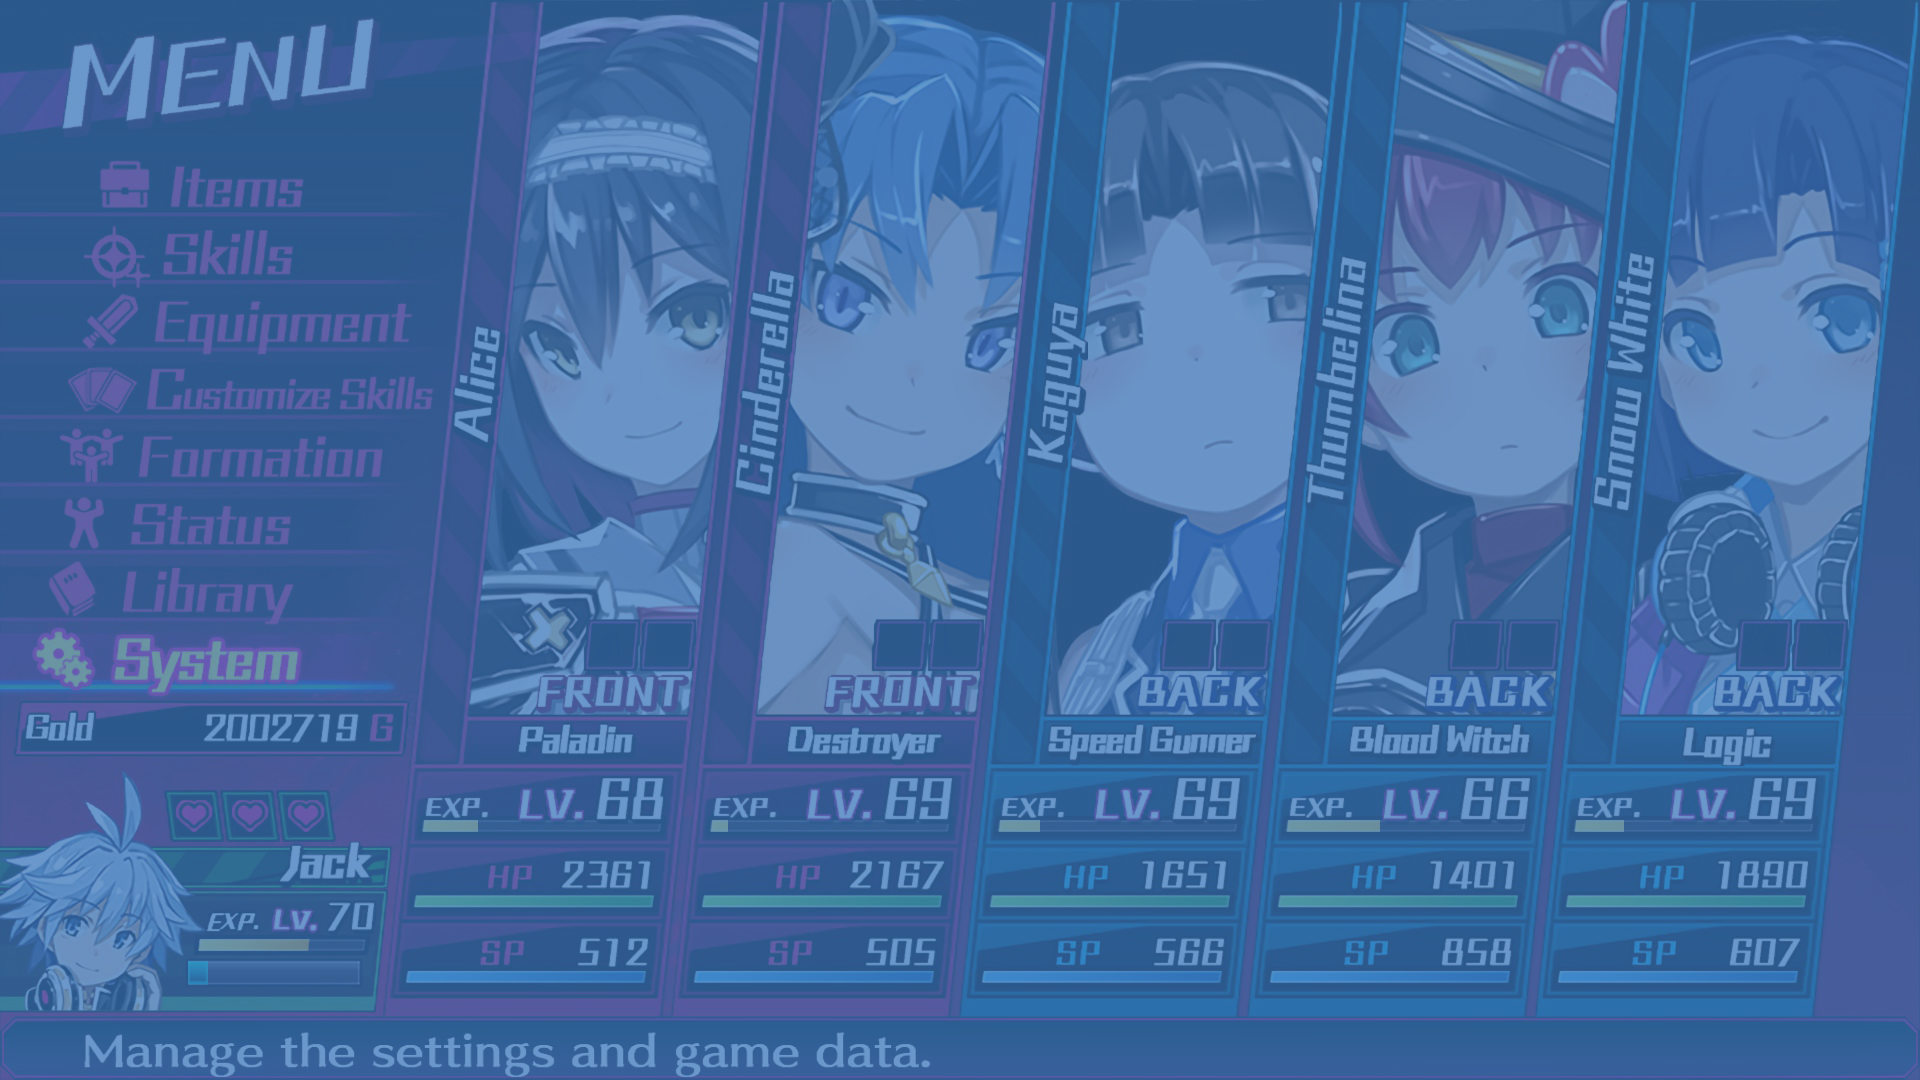 MENU
Items
Skills
Equipment
Customize Skills
Formation
Status
Library
System
Gold 2002719 G
Jack
EXP. LV. 70
Alice
FRONT
Paladin
EXP. LV. 68
HP 2361
SP 512
Cinderella
FRONT
Destroyer
EXP. LV. 69
HP 2167
SP 505
Kaguya
BACK
Speed Gunner
EXP. LV. 69
HP 1651
SP 566
Thumbelina
BACK
Blood Witch
EXP. LV. 66
HP 1401
SP 858
Snow White
BACK
Logic
EXP. LV. 69
HP 1890
SP 607
Manage the settings and game data.